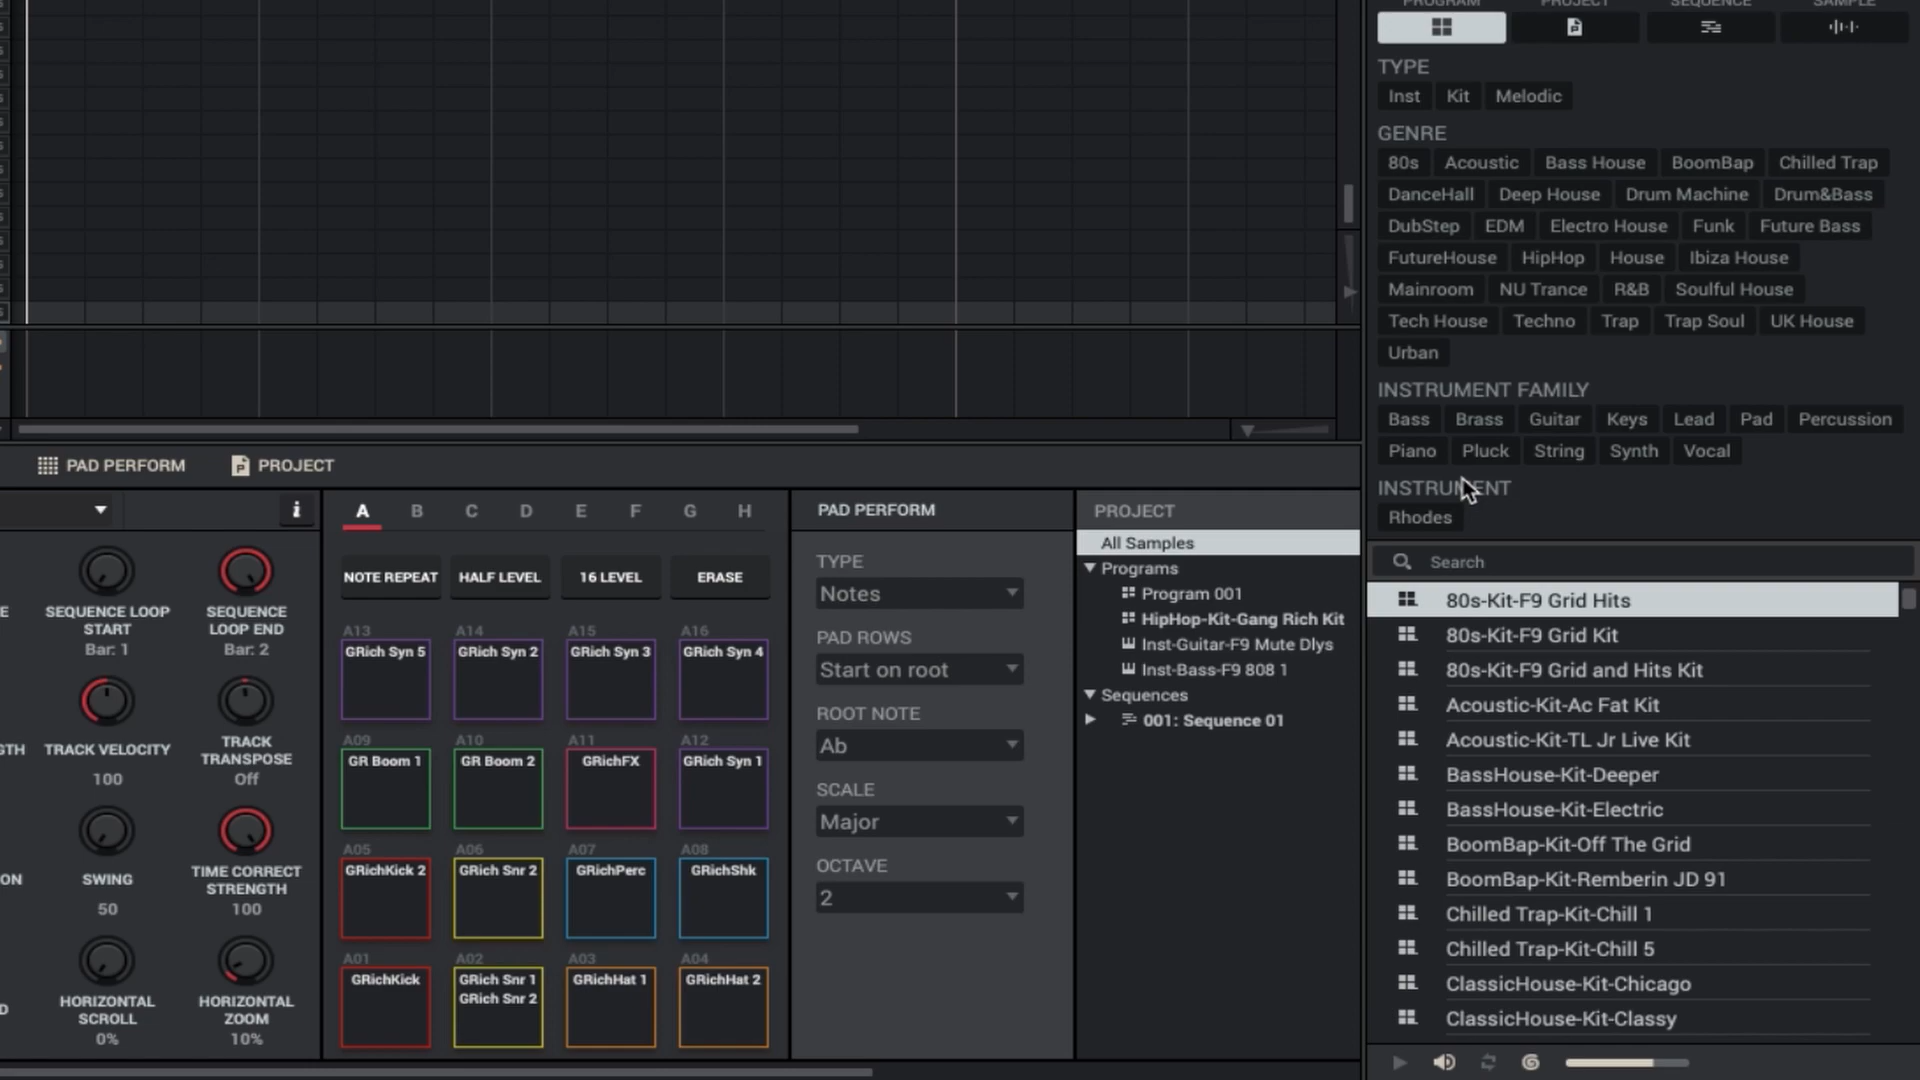 PROGRAM PROJECT SEQUENCE SAMPLE
TYPE
Inst Kit Melodic
GENRE
80s Acoustic Bass House BoomBap Chilled Trap
DanceHall Deep House Drum Machine Drum&Bass
DubStep EDM Electro House Funk Future Bass
FutureHouse HipHop House Ibiza House
Mainroom NU Trance R&B Soulful House
Tech House Techno Trap Trap Soul UK House
Urban
INSTRUMENT FAMILY
Bass Brass Guitar Keys Lead Pad Percussion
Piano Pluck String Synth Vocal
INSTRUMENT
Rhodes
Search
80s-Kit-F9 Grid Hits
80s-Kit-F9 Grid Kit
80s-Kit-F9 Grid and Hits Kit
Acoustic-Kit-Ac Fat Kit
Acoustic-Kit-TL Jr Live Kit
BassHouse-Kit-Deeper
BassHouse-Kit-Electric
BoomBap-Kit-Off The Grid
BoomBap-Kit-Remberin JD 91
Chilled Trap-Kit-Chill 1
Chilled Trap-Kit-Chill 5
ClassicHouse-Kit-Chicago
ClassicHouse-Kit-Classy
PAD PERFORM PROJECT
SEQUENCE LOOP
START
Bar: 1
SEQUENCE
LOOP END
Bar: 2
TRACK VELOCITY
100
TRACK
TRANSPOSE
Off
SWING
50
TIME CORRECT
STRENGTH
100
HORIZONTAL
SCROLL
0%
HORIZONTAL
ZOOM
10%
A B C D E F G H
NOTE REPEAT HALF LEVEL 16 LEVEL ERASE
A13 A14 A15 A16
GRich Syn 5 GRich Syn 2 GRich Syn 3 GRich Syn 4
A09 A10 A11 A12
GR Boom 1 GR Boom 2 GRichFX GRich Syn 1
A05 A06 A07 A08
GRichKick 2 GRich Snr 2 GRichPerc GRichShk
A01 A02 A03 A04
GRichKick GRich Snr 1 GRichHat 1 GRichHat 2
GRich Snr 2
PAD PERFORM
TYPE
Notes
PAD ROWS
Start on root
ROOT NOTE
Ab
SCALE
Major
OCTAVE
2
PROJECT
All Samples
Programs
Program 001
HipHop-Kit-Gang Rich Kit
Inst-Guitar-F9 Mute Dlys
Inst-Bass-F9 808 1
Sequences
001: Sequence 01